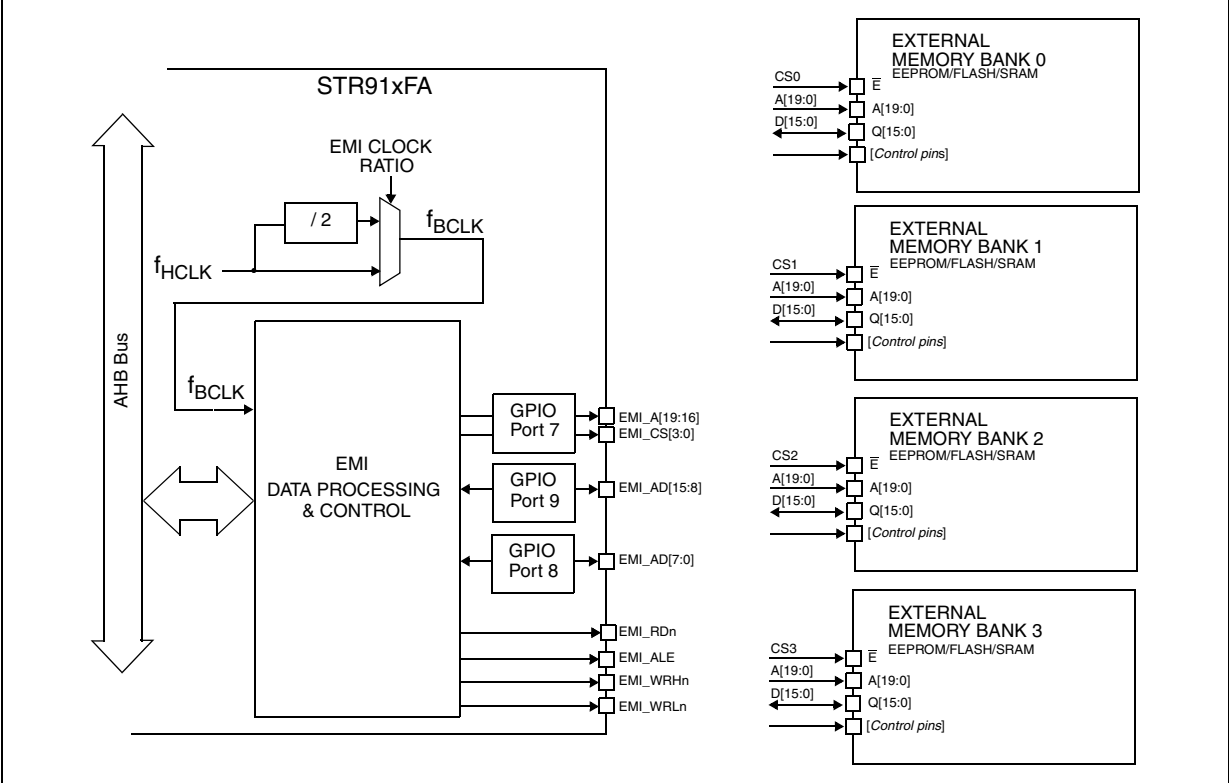 STR91xFA
EMI CLOCK
RATIO
/ 2
fBCLK
fHCLK
AHB Bus
fBCLK
EMI
DATA PROCESSING
& CONTROL
GPIO
Port 7
EMI_A[19:16]
EMI_CS[3:0]
GPIO
Port 9
EMI_AD[15:8]
GPIO
Port 8
EMI_AD[7:0]
EMI_RDn
EMI_ALE
EMI_WRHn
EMI_WRLn
EXTERNAL
MEMORY BANK 0
EEPROM/FLASH/SRAM
CS0
E̅
A[19:0]
A[19:0]
D[15:0]
Q[15:0]
[Control pins]
EXTERNAL
MEMORY BANK 1
EEPROM/FLASH/SRAM
CS1
E̅
A[19:0]
A[19:0]
D[15:0]
Q[15:0]
[Control pins]
EXTERNAL
MEMORY BANK 2
EEPROM/FLASH/SRAM
CS2
E̅
A[19:0]
A[19:0]
D[15:0]
Q[15:0]
[Control pins]
EXTERNAL
MEMORY BANK 3
EEPROM/FLASH/SRAM
CS3
E̅
A[19:0]
A[19:0]
D[15:0]
Q[15:0]
[Control pins]